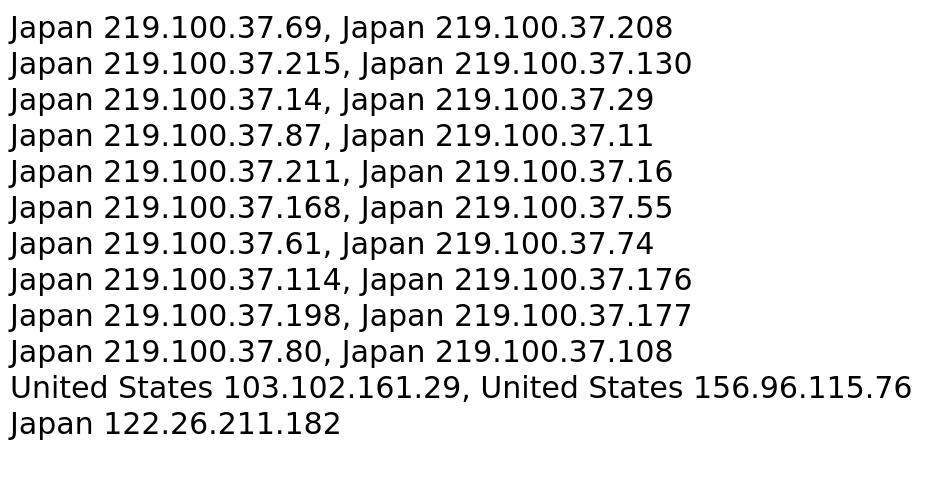 Japan 219.100.37.69, Japan 219.100.37.208
Japan 219.100.37.215, Japan 219.100.37.130
Japan 219.100.37.14, Japan 219.100.37.29
Japan 219.100.37.87, Japan 219.100.37.11
Japan 219.100.37.211, Japan 219.100.37.16
Japan 219.100.37.168, Japan 219.100.37.55
Japan 219.100.37.61, Japan 219.100.37.74
Japan 219.100.37.114, Japan 219.100.37.176
Japan 219.100.37.198, Japan 219.100.37.177
Japan 219.100.37.80, Japan 219.100.37.108
United States 103.102.161.29, United States 156.96.115.76
Japan 122.26.211.182